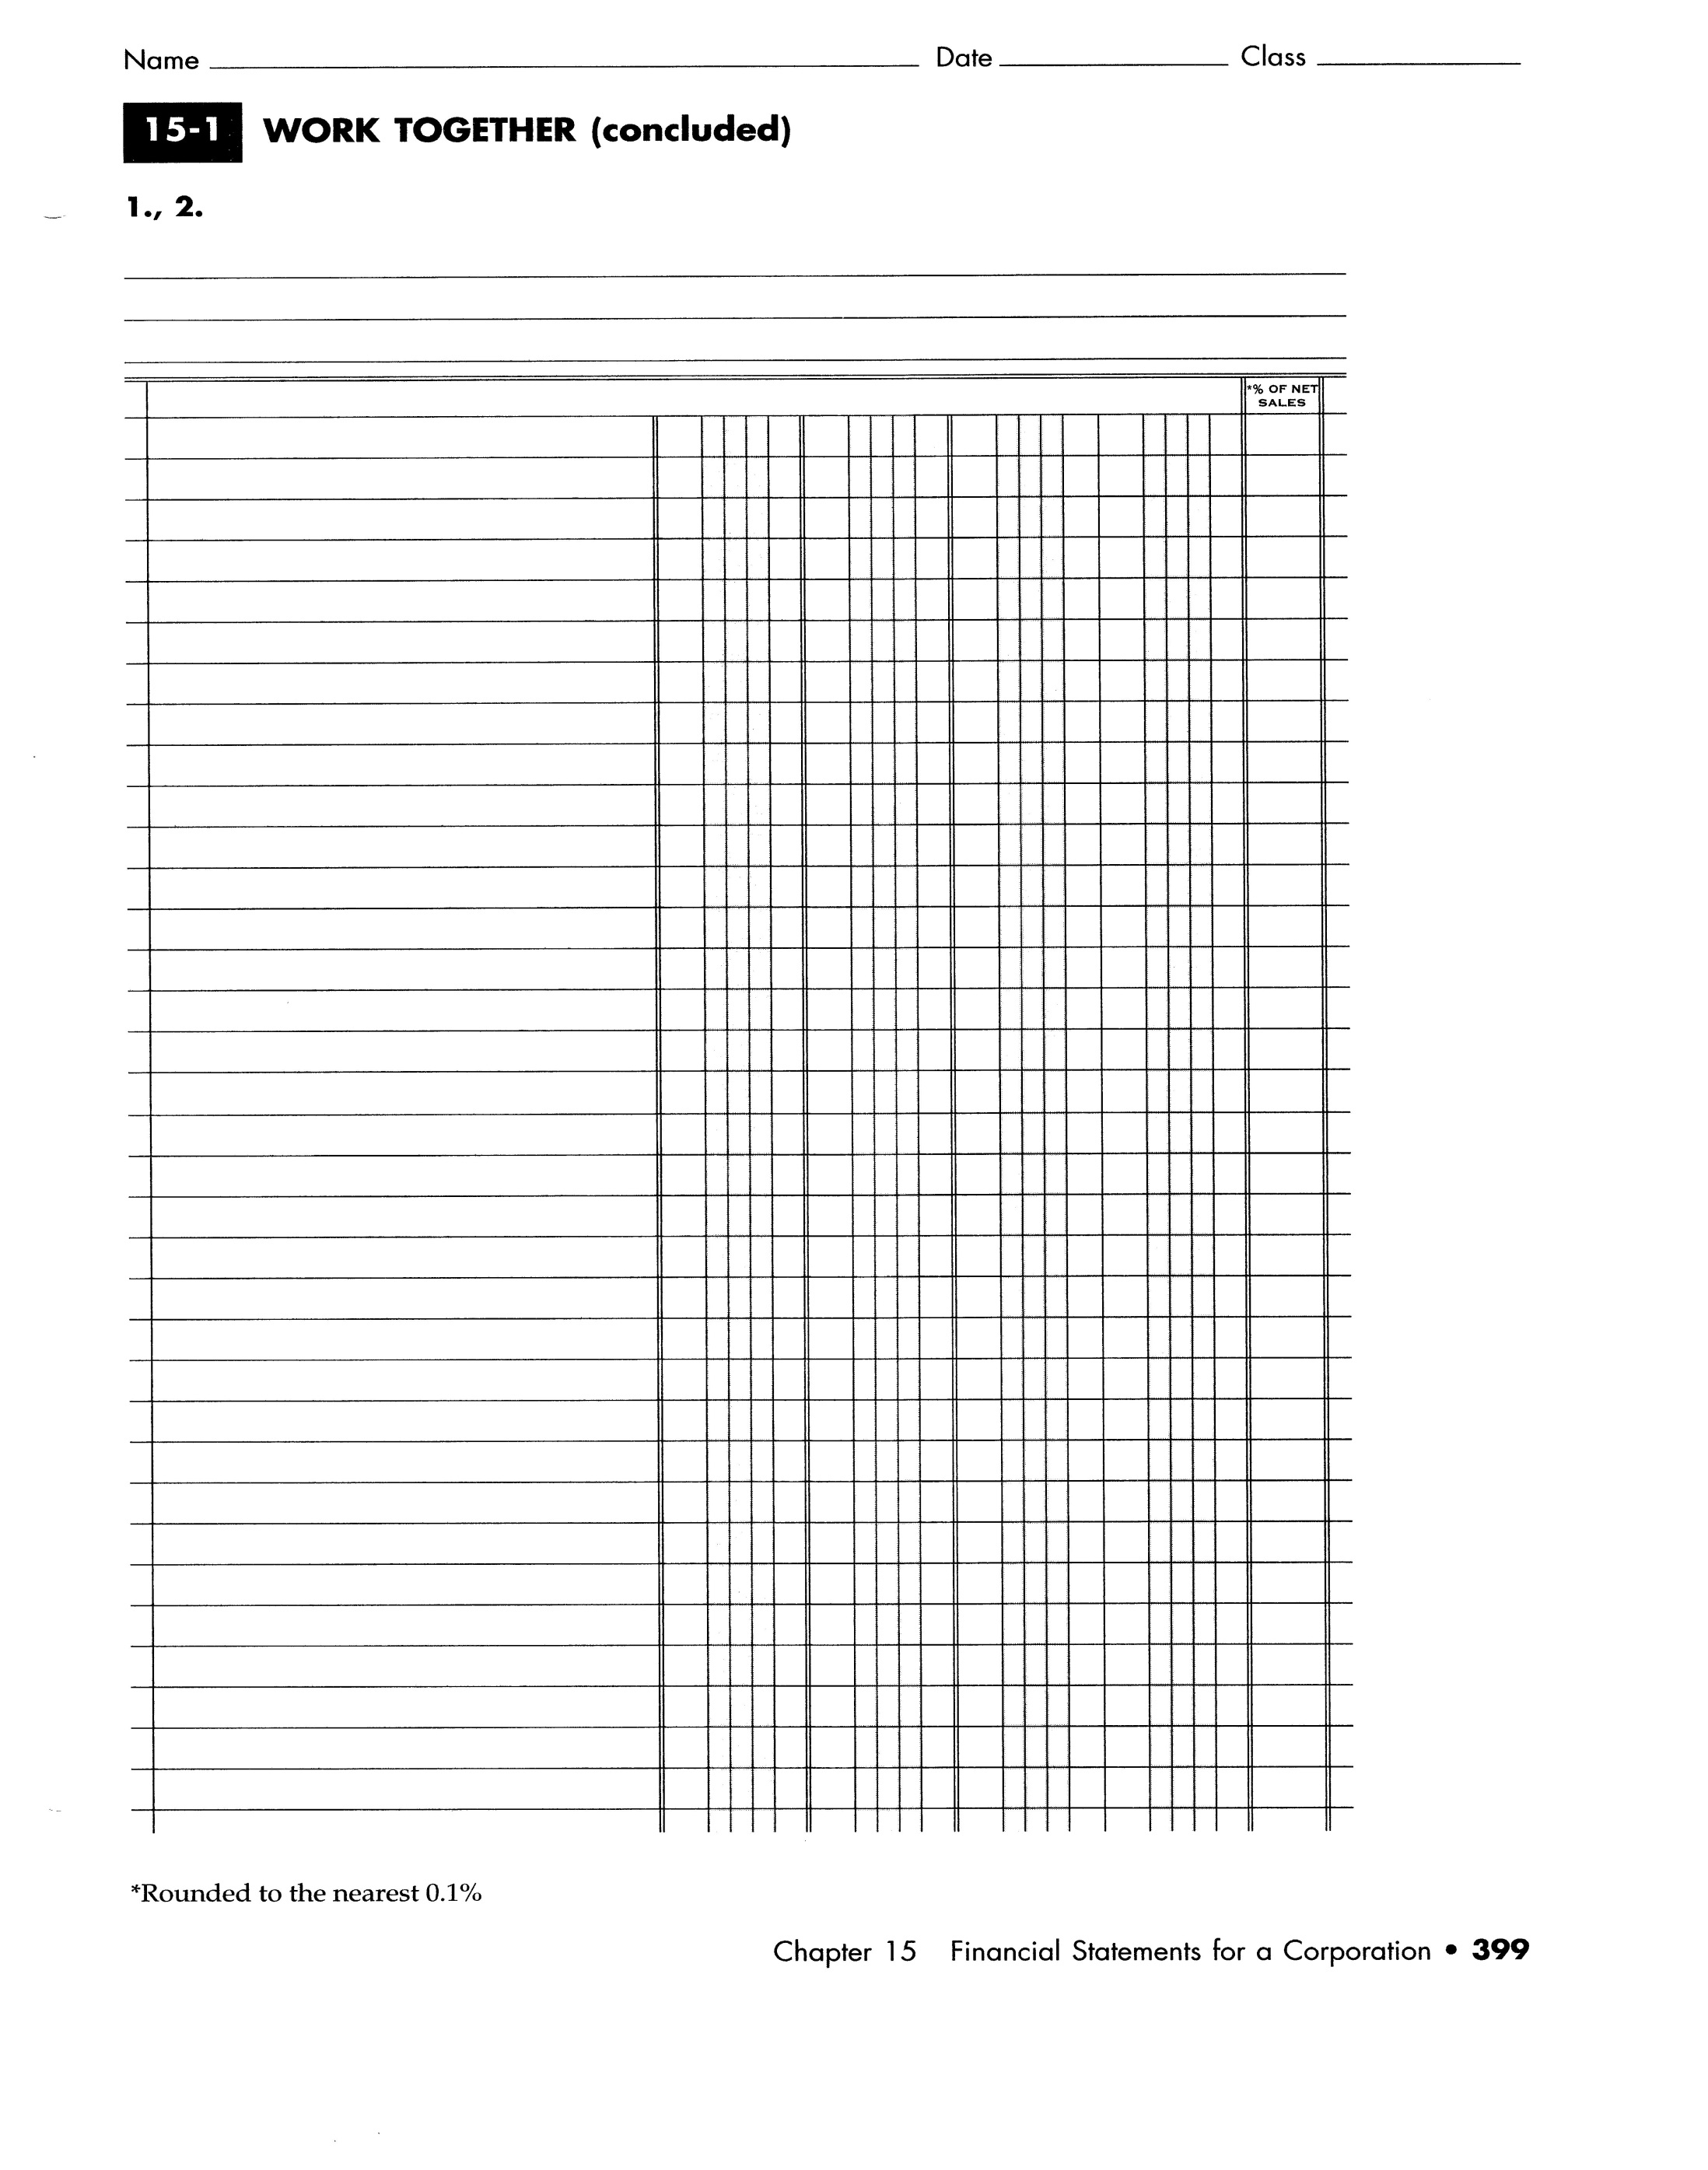 Name Date Class
15-1 WORK TOGETHER (concluded)
1., 2.
*% OF NET
SALES
*Rounded to the nearest 0.1%
Chapter 15 Financial Statements for a Corporation • 399